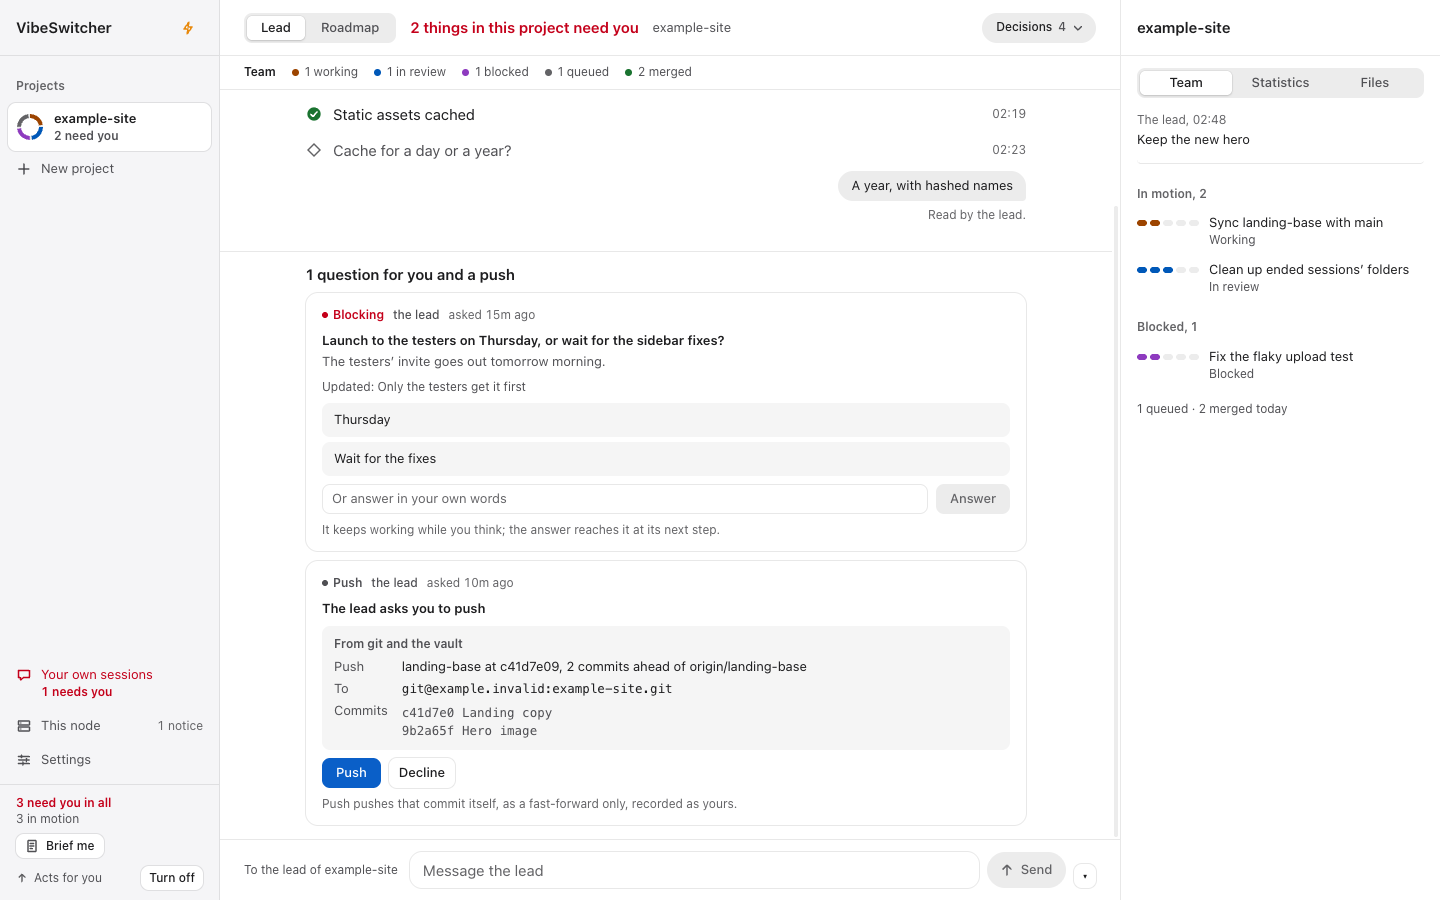 VibeSwitcher
Projects
example-site
2 need you
New project
Your own sessions
1 needs you
This node 1 notice
Settings
3 need you in all
3 in motion
Brief me
Acts for you Turn off
Lead Roadmap 2 things in this project need you example-site Decisions 4
Team 1 working 1 in review 1 blocked 1 queued 2 merged
Static assets cached 02:19
Cache for a day or a year? 02:23
A year, with hashed names
Read by the lead.
1 question for you and a push
Blocking the lead asked 15m ago
Launch to the testers on Thursday, or wait for the sidebar fixes?
The testers’ invite goes out tomorrow morning.
Updated: Only the testers get it first
Thursday
Wait for the fixes
Or answer in your own words Answer
It keeps working while you think; the answer reaches it at its next step.
Push the lead asked 10m ago
The lead asks you to push
From git and the vault
Push landing-base at c41d7e09, 2 commits ahead of origin/landing-base
To git@example.invalid:example-site.git
Commits c41d7e0 Landing copy
9b2a65f Hero image
Push Decline
Push pushes that commit itself, as a fast-forward only, recorded as yours.
To the lead of example-site Message the lead Send
example-site
Team Statistics Files
The lead, 02:48
Keep the new hero
In motion, 2
Sync landing-base with main
Working
Clean up ended sessions’ folders
In review
Blocked, 1
Fix the flaky upload test
Blocked
1 queued · 2 merged today